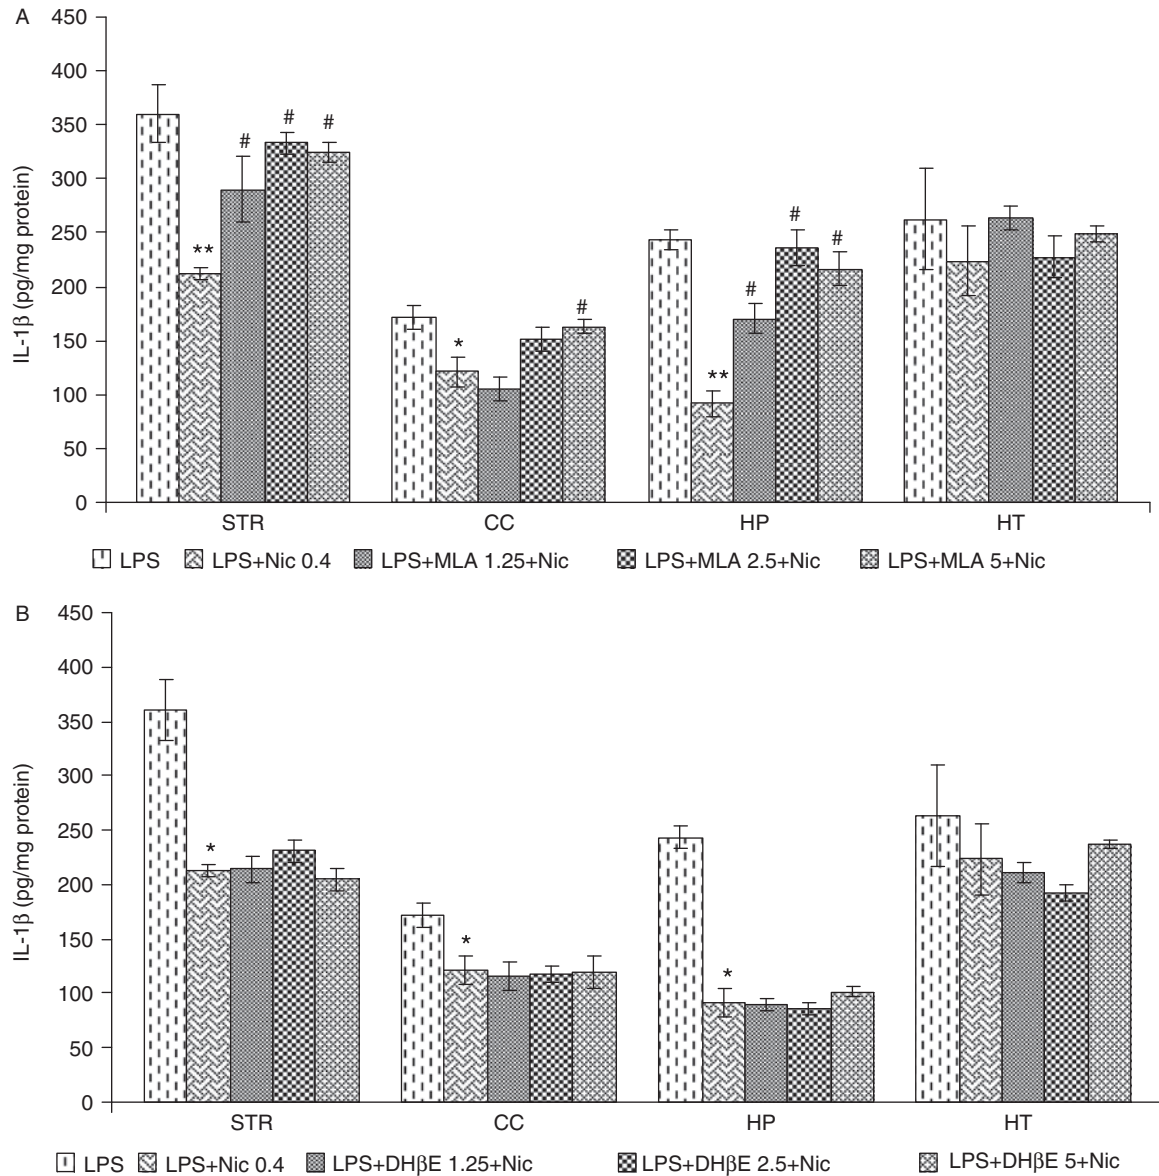 A
450
400
350
300
250
200
150
100
50
0
IL-1β (pg/mg protein)
** # # #
* #
** # # #
STR CC HP HT
LPS LPS+Nic 0.4 LPS+MLA 1.25+Nic LPS+MLA 2.5+Nic LPS+MLA 5+Nic
B
450
400
350
300
250
200
150
100
50
0
IL-1β (pg/mg protein)
*
*
*
STR CC HP HT
LPS LPS+Nic 0.4 LPS+DHβE 1.25+Nic LPS+DHβE 2.5+Nic LPS+DHβE 5+Nic